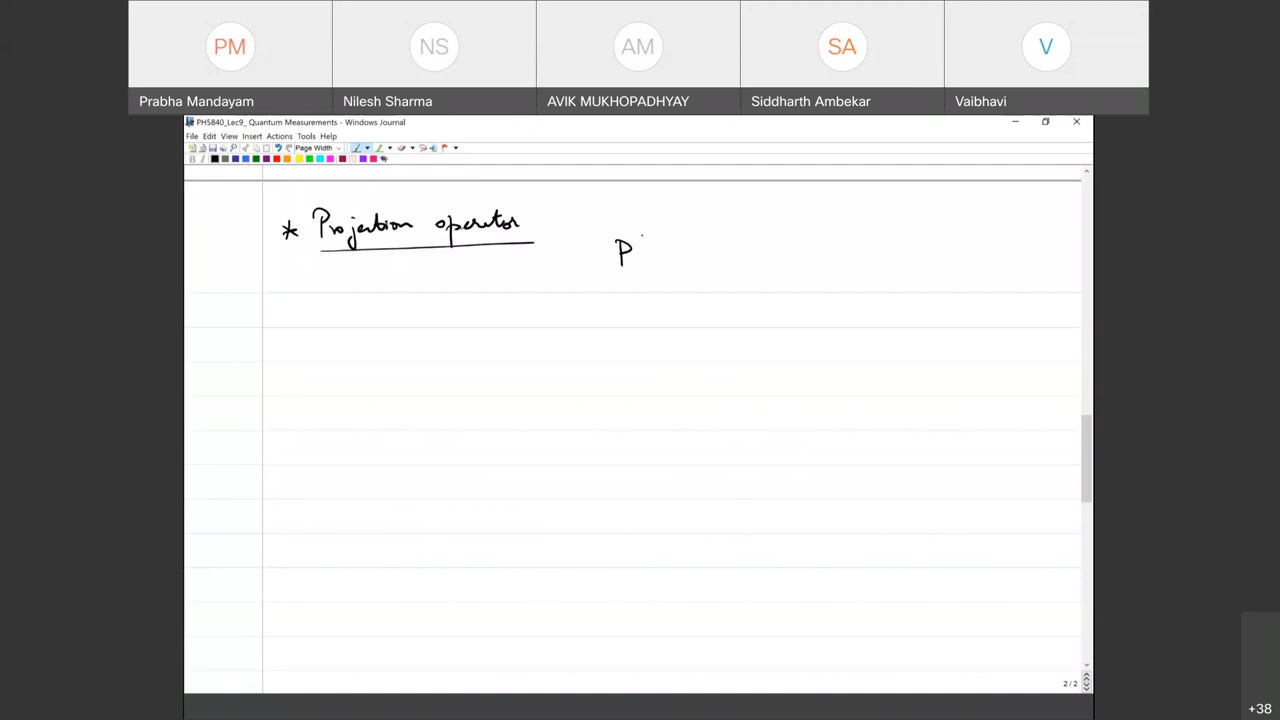 PM
NS
AM
SA
V
Prabha Mandayam
Nilesh Sharma
AVIK MUKHOPADHYAY
Siddharth Ambekar
Vaibhavi
PH5840_Lec9_ Quantum Measurements - Windows Journal
File Edit View Insert Actions Tools Help
Page Width
B I
* Projection operator
P
2 / 2
+38